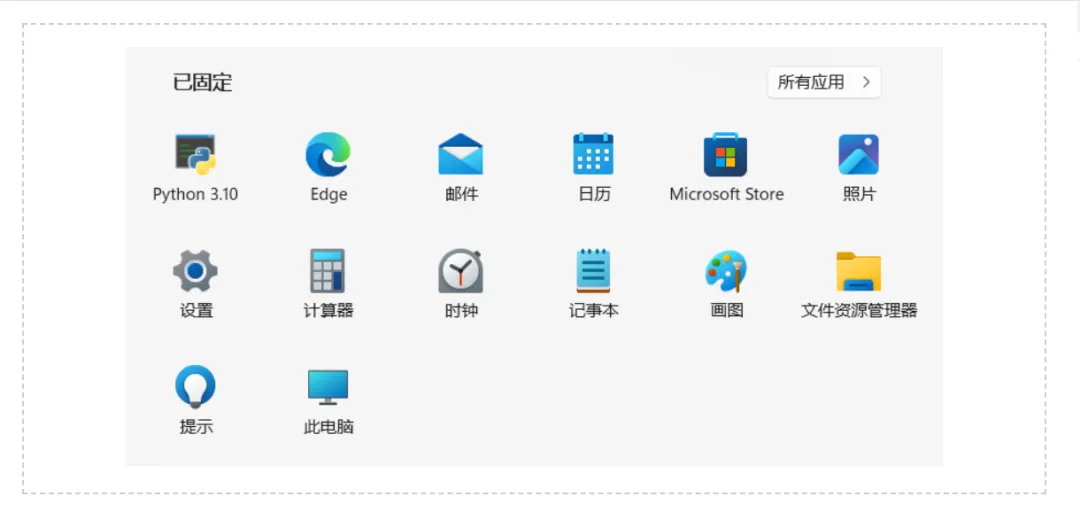 已固定
所有应用
Python 3.10
Edge
邮件
日历
Microsoft Store
照片
设置
计算器
时钟
记事本
画图
文件资源管理器
提示
此电脑